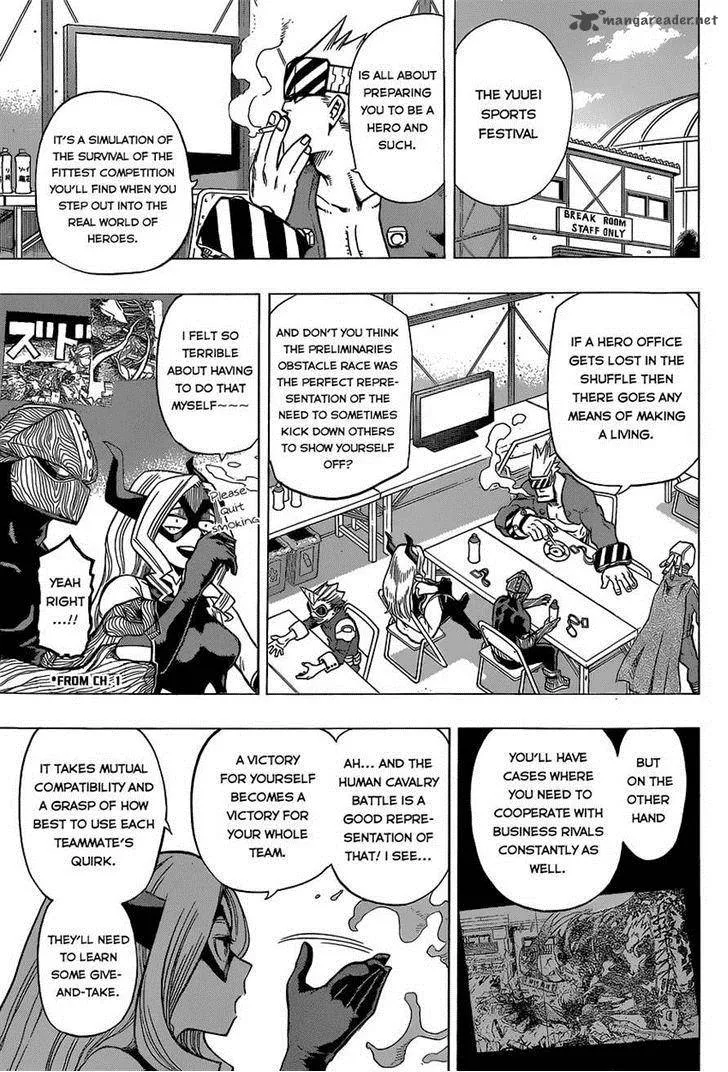 mangareader.net
THE YUUEI
SPORTS
FESTIVAL
BREAK ROOM
STAFF ONLY
IS ALL ABOUT
PREPARING
YOU TO BE A
HERO AND
SUCH.
IT'S A SIMULATION OF
THE SURVIVAL OF THE
FITTEST COMPETITION
YOU'LL FIND WHEN YOU
STEP OUT INTO THE
REAL WORLD OF
HEROES.
IF A HERO OFFICE
GETS LOST IN THE
SHUFFLE THEN
THERE GOES ANY
MEANS OF MAKING
A LIVING.
AND DON'T YOU THINK
THE PRELIMINARIES
OBSTACLE RACE WAS
THE PERFECT REPRE-
SENTATION OF THE
NEED TO SOMETIMES
KICK DOWN OTHERS
TO SHOW YOURSELF
OFF?
I FELT SO
TERRIBLE
ABOUT HAVING
TO DO THAT
MYSELF~~~
Please
Quit
smoking
ズド
YEAH
RIGHT
...!!
*FROM CH. 1
BUT
ON THE
OTHER
HAND
YOU'LL HAVE
CASES WHERE
YOU NEED TO
COOPERATE WITH
BUSINESS RIVALS
CONSTANTLY AS
WELL.
AH... AND THE
HUMAN CAVALRY
BATTLE IS A
GOOD REPRE-
SENTATION OF
THAT! I SEE...
A VICTORY
FOR YOURSELF
BECOMES A
VICTORY FOR
YOUR WHOLE
TEAM.
IT TAKES MUTUAL
COMPATIBILITY AND
A GRASP OF HOW
BEST TO USE EACH
TEAMMATE'S
QUIRK.
THEY'LL NEED
TO LEARN
SOME GIVE-
AND-TAKE.